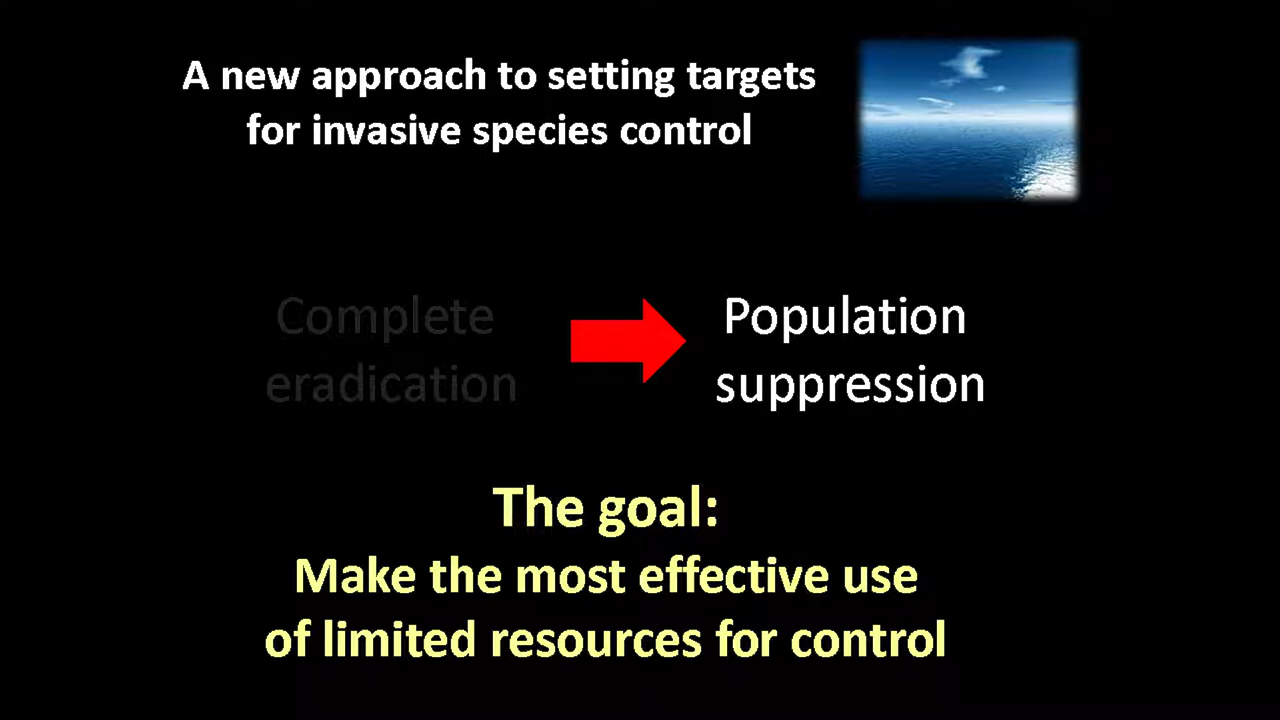 A new approach to setting targets
for invasive species control
Complete
eradication
Population
suppression
The goal:
Make the most effective use
of limited resources for control